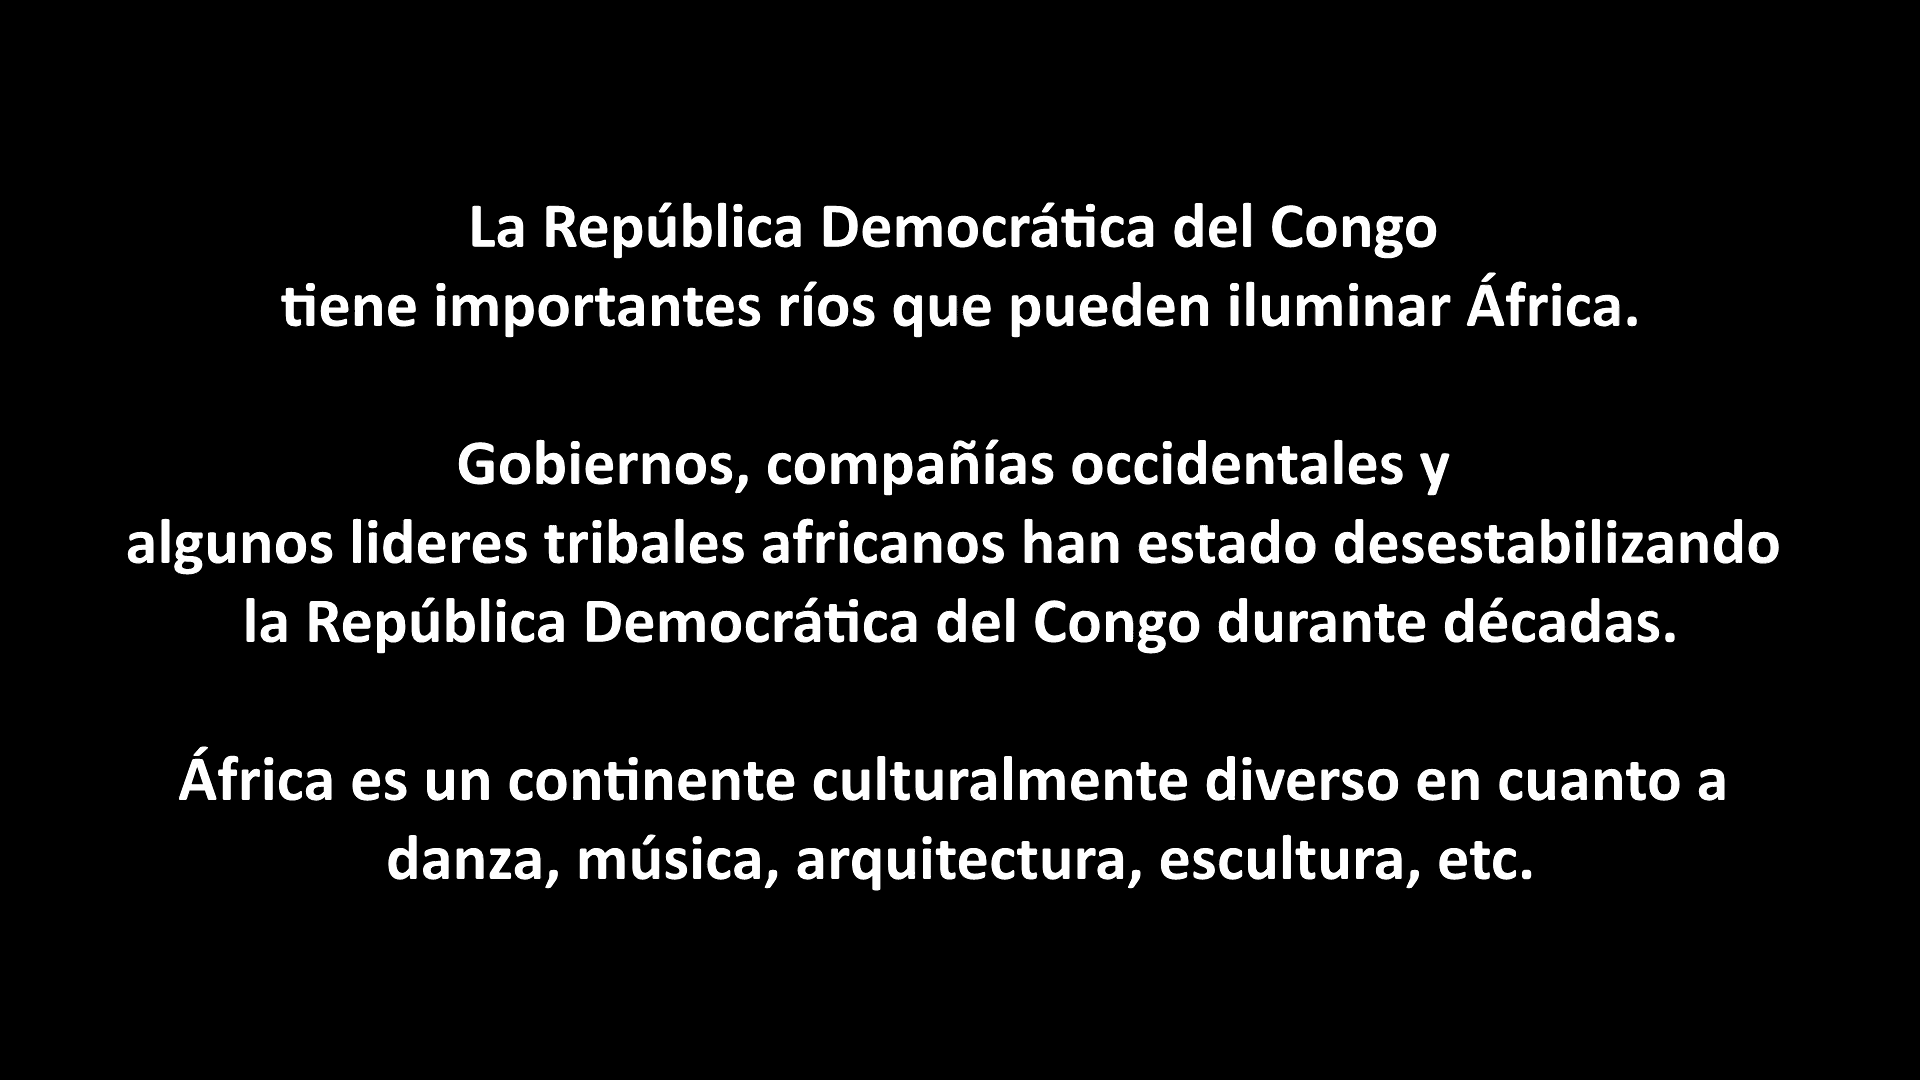 La República Democrática del Congo
tiene importantes ríos que pueden iluminar África.
Gobiernos, compañías occidentales y
algunos lideres tribales africanos han estado desestabilizando
la República Democrática del Congo durante décadas.
África es un continente culturalmente diverso en cuanto a
danza, música, arquitectura, escultura, etc.